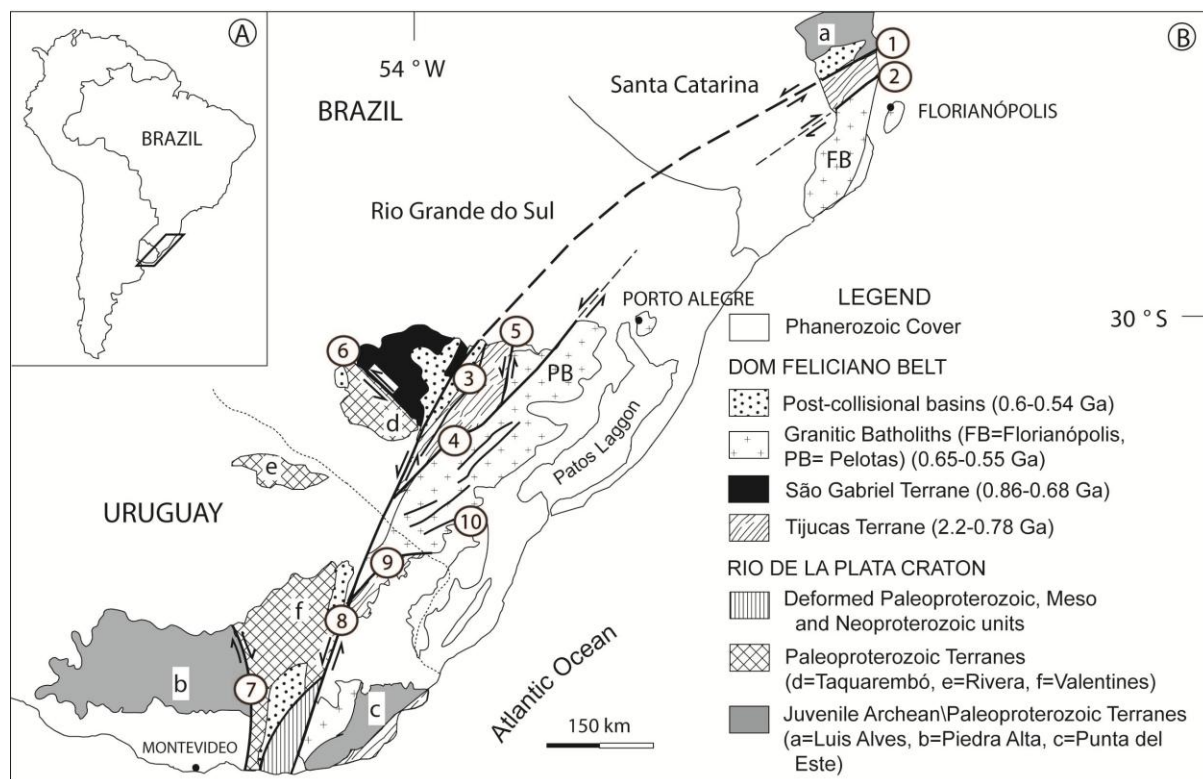 A
BRAZIL
B
54 ° W
BRAZIL
Santa Catarina
a
1
2
FLORIANÓPOLIS
FB
Rio Grande do Sul
PORTO ALEGRE
30 ° S
6
5
3
PB
d
4
e
Patos Laggon
URUGUAY
10
9
f
8
b
7
c
MONTEVIDEO
Atlantic Ocean
150 km
LEGEND
Phanerozoic Cover
DOM FELICIANO BELT
Post-collisional basins (0.6-0.54 Ga)
Granitic Batholiths (FB=Florianópolis,
PB= Pelotas) (0.65-0.55 Ga)
São Gabriel Terrane (0.86-0.68 Ga)
Tijucas Terrane (2.2-0.78 Ga)
RIO DE LA PLATA CRATON
Deformed Paleoproterozoic, Meso
and Neoproterozoic units
Paleoproterozoic Terranes
(d=Taquarembó, e=Rivera, f=Valentines)
Juvenile Archean\Paleoproterozoic Terranes
(a=Luis Alves, b=Piedra Alta, c=Punta del
Este)